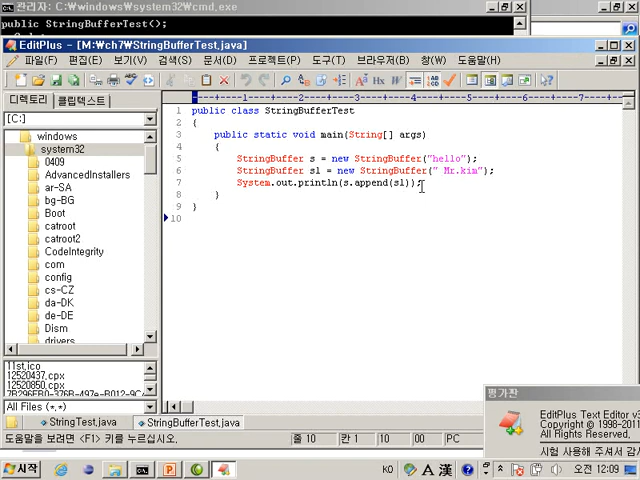 관리자: C:\windows\system32\cmd.exe
public StringBufferTest();
EditPlus - [M:\ch7\StringBufferTest.java]
파일(F) 편집(E) 보기(V) 검색(S) 문서(D) 프로젝트(P) 도구(T) 브라우저(B) 창(W) 도움말(H)
디렉토리 클립텍스트
[C:]
windows
system32
0409
AdvancedInstallers
ar-SA
bg-BG
Boot
catroot
catroot2
CodeIntegrity
com
config
cs-CZ
da-DK
de-DE
Dism
drivers
11st,ico
12520437,cpx
12520850,cpx
All Files (*,*)
----+----1----+----2----+----3----+----4----+----5----+----6----+----7--
1 public class StringBufferTest
2 {
3 public static void main(String[] args)
4 {
5 StringBuffer s = new StringBuffer("hello");
6 StringBuffer s1 = new StringBuffer(" Mr.kim");
7 System.out.println(s.append(s1));
8 }
9 }
10
StringTest,java StringBufferTest,java
도움말을 보려면 <F1> 키를 누르십시오.
줄 10 칸 1 10 00 PC
평가판
EditPlus Text Editor v3
Copyright © 1998-2011
All Rights Reserved,
시험 사용해 주셔서 감사
시작
KO A 漢
오전 12:09